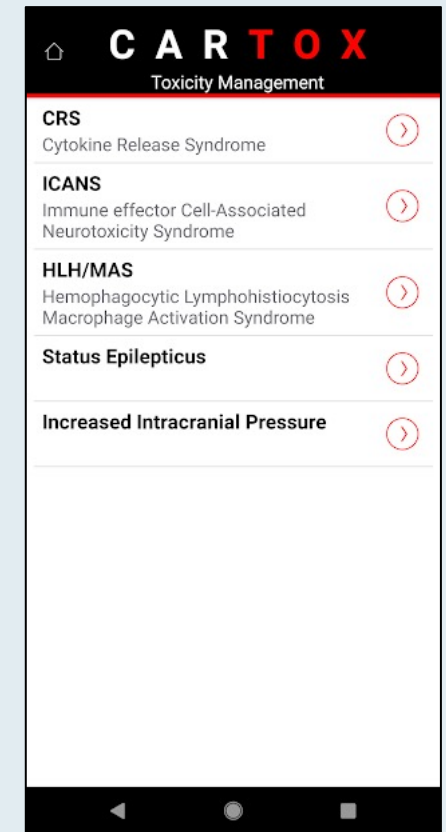 CARTOX
Toxicity Management
CRS
Cytokine Release Syndrome
ICANS
Immune effector Cell-Associated
Neurotoxicity Syndrome
HLH/MAS
Hemophagocytic Lymphohistiocytosis
Macrophage Activation Syndrome
Status Epilepticus
Increased Intracranial Pressure